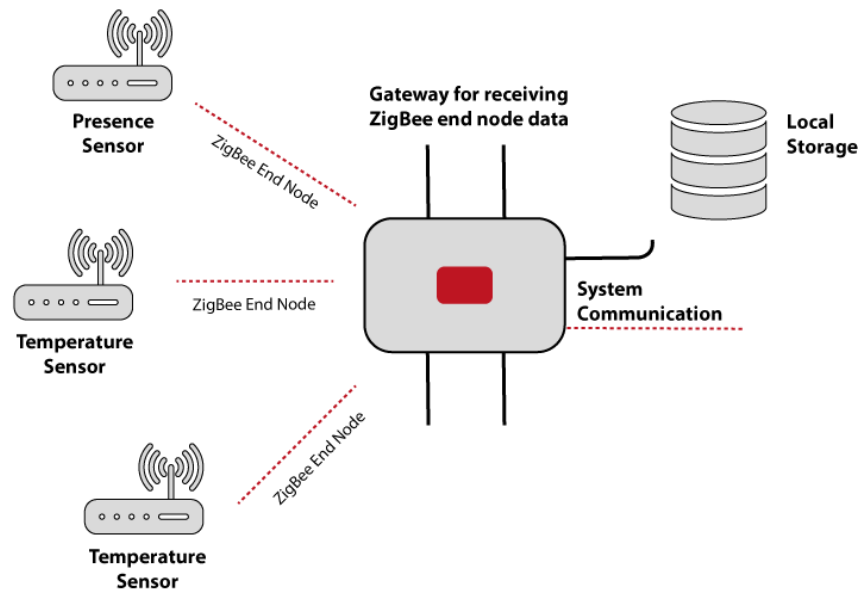 Presence
Sensor
ZigBee End Node
Gateway for receiving
ZigBee end node data
Local
Storage
Temperature
Sensor
ZigBee End Node
System
Communication
ZigBee End Node
Temperature
Sensor